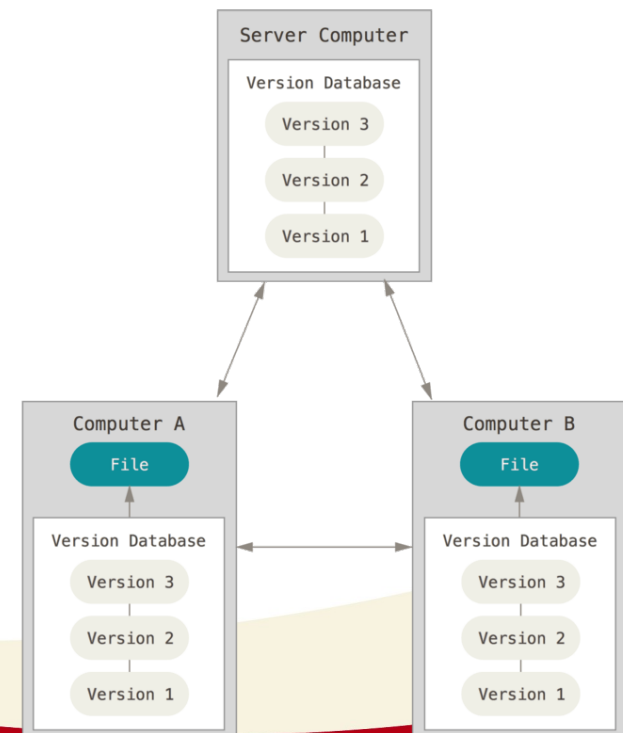 Server Computer
Version Database
Version 3
Version 2
Version 1
Computer A
File
Version Database
Version 3
Version 2
Version 1
Computer B
File
Version Database
Version 3
Version 2
Version 1